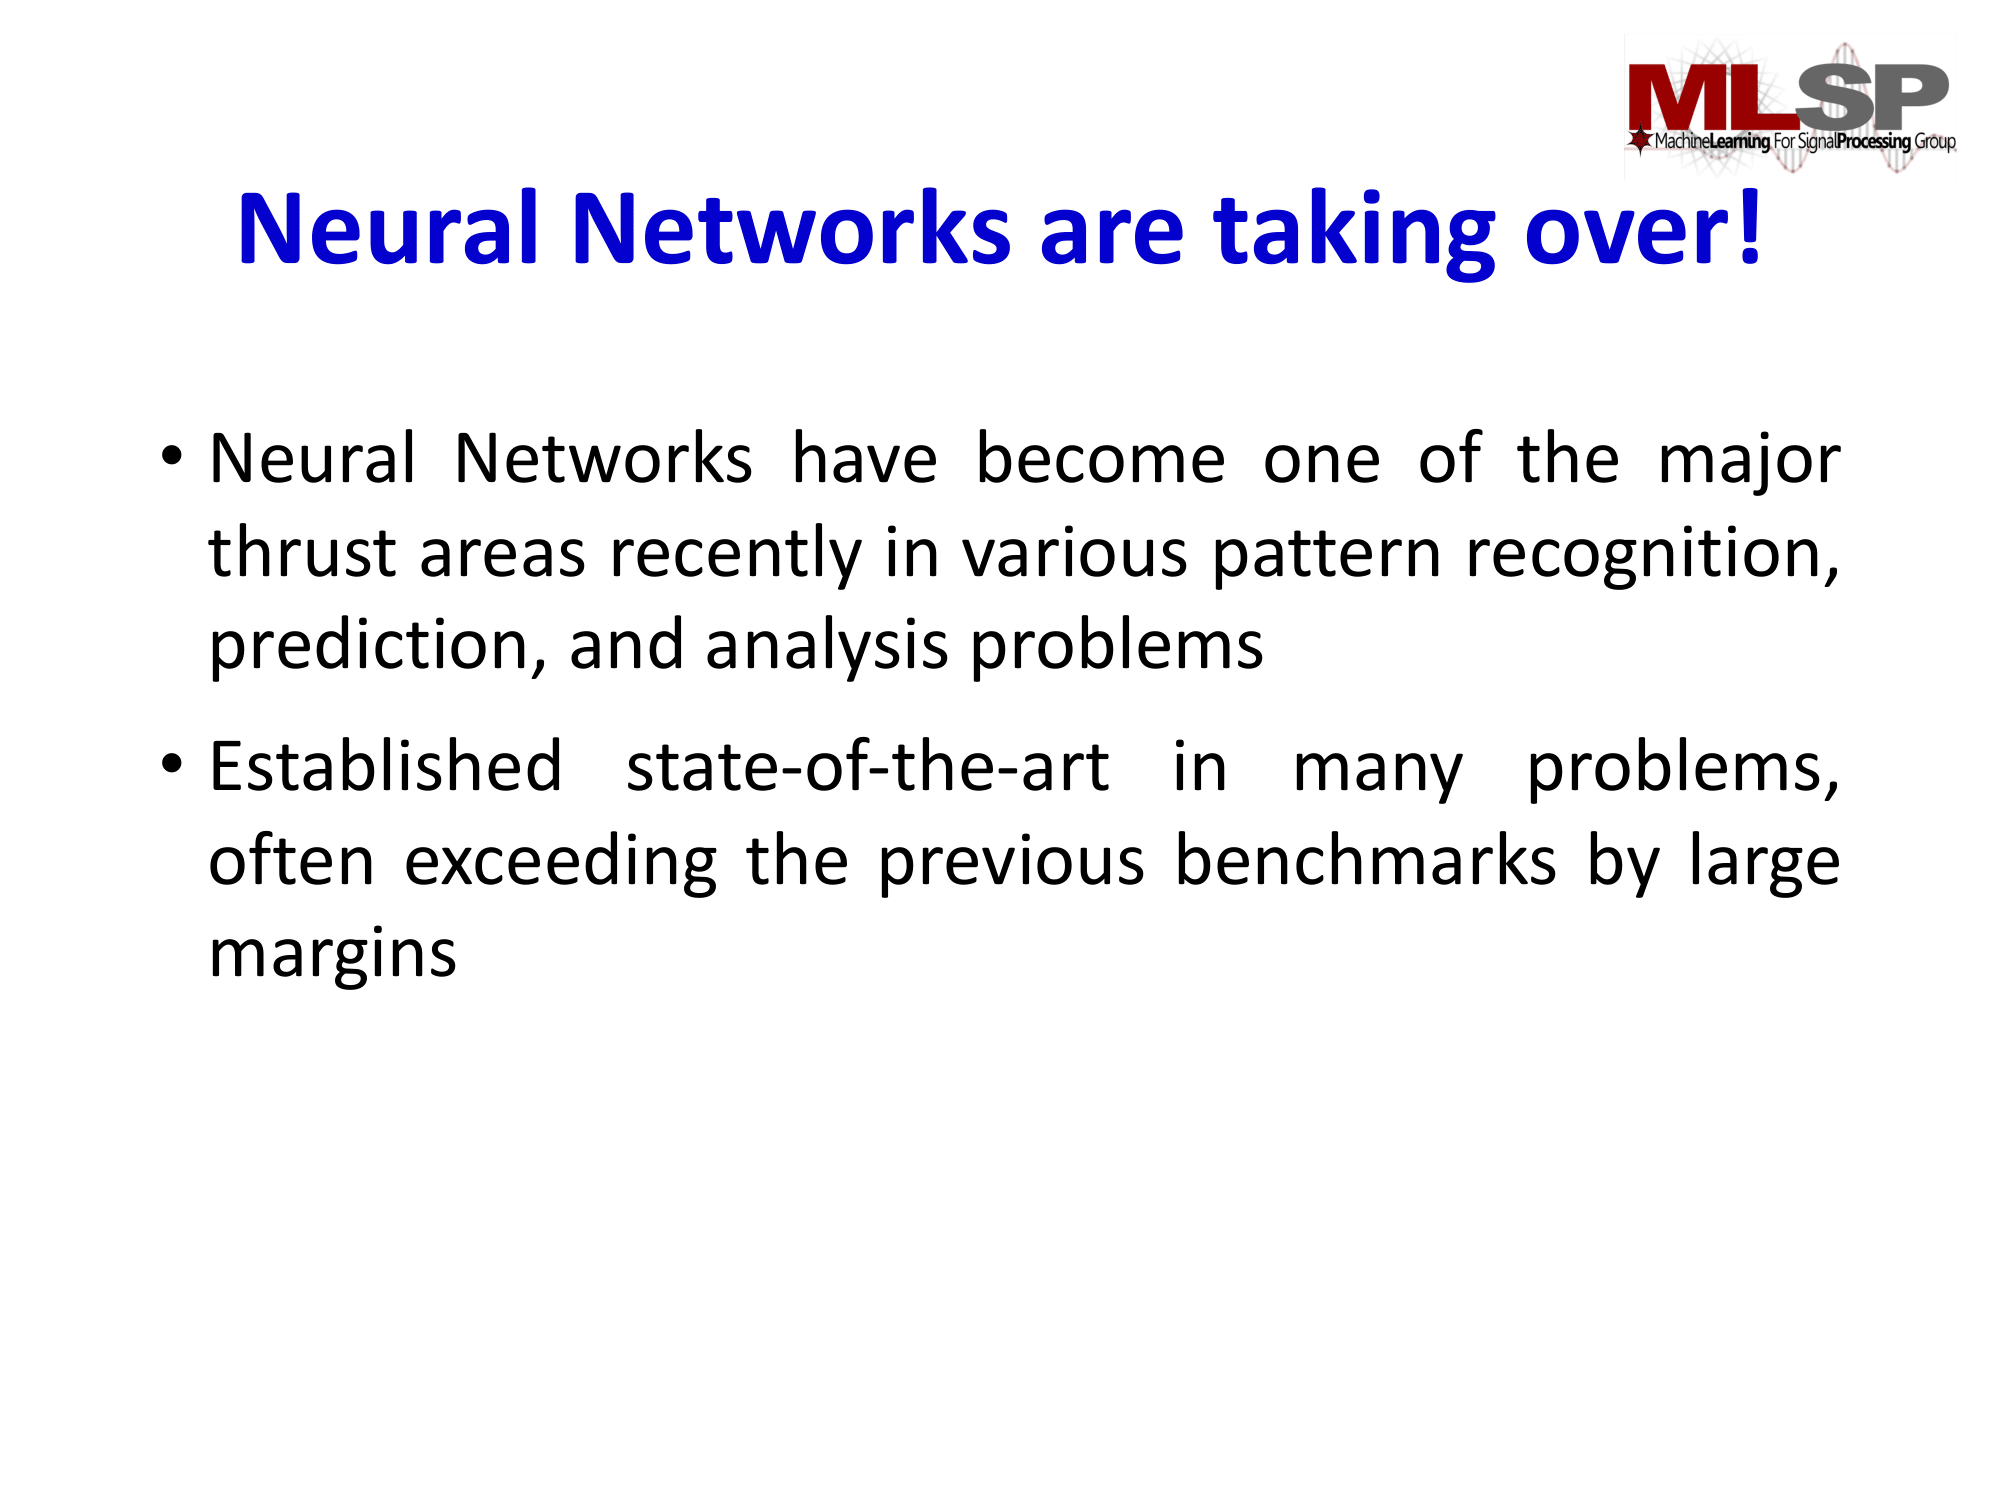 MLSP
MachineLearning For SignalProcessing Group
Neural Networks are taking over!
• Neural Networks have become one of the major
thrust areas recently in various pattern recognition,
prediction, and analysis problems
• Established state-of-the-art in many problems,
often exceeding the previous benchmarks by large
margins